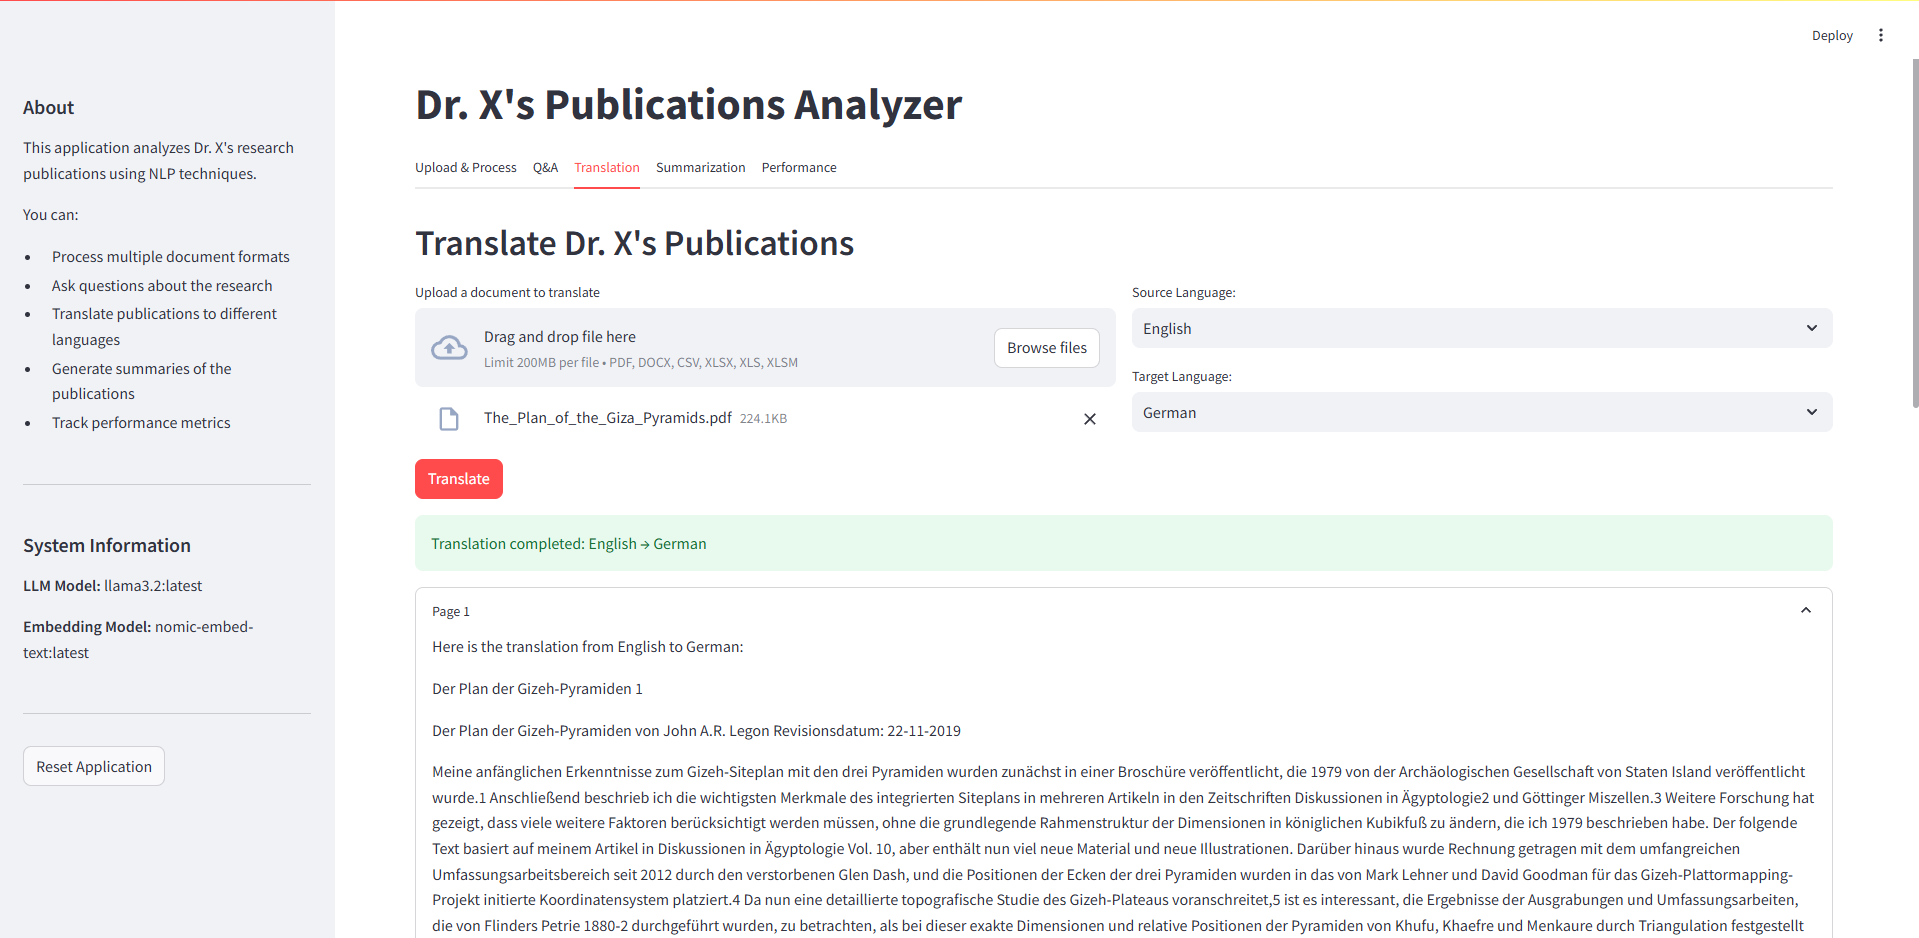 Deploy
About
This application analyzes Dr. X's research
publications using NLP techniques.
You can:
• Process multiple document formats
• Ask questions about the research
• Translate publications to different
languages
• Generate summaries of the
publications
• Track performance metrics
System Information
LLM Model: llama3.2:latest
Embedding Model: nomic-embed-
text:latest
Reset Application
Dr. X's Publications Analyzer
Upload & Process Q&A Translation Summarization Performance
Translate Dr. X's Publications
Upload a document to translate
Drag and drop file here
Limit 200MB per file • PDF, DOCX, CSV, XLSX, XLS, XLSM
Browse files
The_Plan_of_the_Giza_Pyramids.pdf 224.1KB
Source Language:
English
Target Language:
German
Translate
Translation completed: English → German
Page 1
Here is the translation from English to German:
Der Plan der Gizeh-Pyramiden 1
Der Plan der Gizeh-Pyramiden von John A.R. Legon Revisionsdatum: 22-11-2019
Meine anfänglichen Erkenntnisse zum Gizeh-Siteplan mit den drei Pyramiden wurden zunächst in einer Broschüre veröffentlicht, die 1979 von der Archäologischen Gesellschaft von Staten Island veröffentlicht
wurde.1 Anschließend beschrieb ich die wichtigsten Merkmale des integrierten Siteplans in mehreren Artikeln in den Zeitschriften Diskussionen in Ägyptologie2 und Göttinger Miszellen.3 Weitere Forschung hat
gezeigt, dass viele weitere Faktoren berücksichtigt werden müssen, ohne die grundlegende Rahmenstruktur der Dimensionen in königlichen Kubikfuß zu ändern, die ich 1979 beschrieben habe. Der folgende
Text basiert auf meinem Artikel in Diskussionen in Ägyptologie Vol. 10, aber enthält nun viel neue Material und neue Illustrationen. Darüber hinaus wurde Rechnung getragen mit dem umfangreichen
Umfassungsarbeitsbereich seit 2012 durch den verstorbenen Glen Dash, und die Positionen der Ecken der drei Pyramiden wurden in das von Mark Lehner und David Goodman für das Gizeh-Plattormapping-
Projekt initierte Koordinatensystem platziert.4 Da nun eine detaillierte topografische Studie des Gizeh-Plateaus voranschreitet,5 ist es interessant, die Ergebnisse der Ausgrabungen und Umfassungsarbeiten,
die von Flinders Petrie 1880-2 durchgeführt wurden, zu betrachten, als bei dieser exakte Dimensionen und relative Positionen der Pyramiden von Khufu, Khaefre und Menkaure durch Triangulation festgestellt